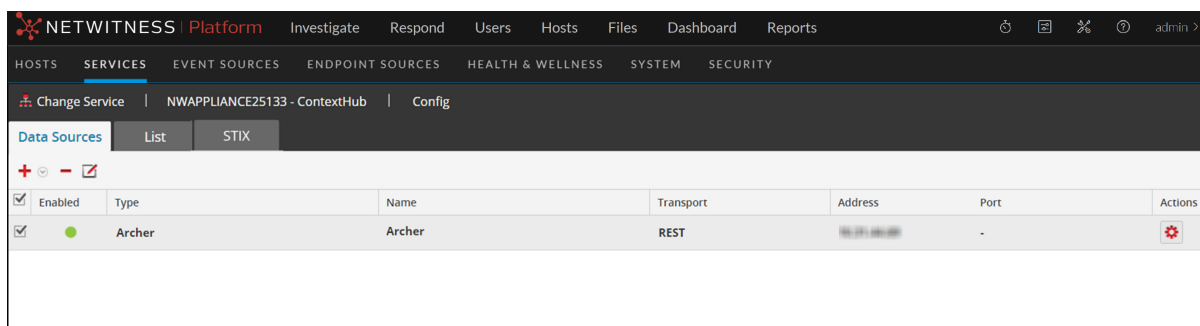 NETWITNESS | Platform Investigate Respond Users Hosts Files Dashboard Reports admin >
HOSTS SERVICES EVENT SOURCES ENDPOINT SOURCES HEALTH & WELLNESS SYSTEM SECURITY
Change Service | NWAPPLIANCE25133 - ContextHub | Config
Data Sources List STIX
Enabled Type Name Transport Address Port Actions
Archer Archer REST -